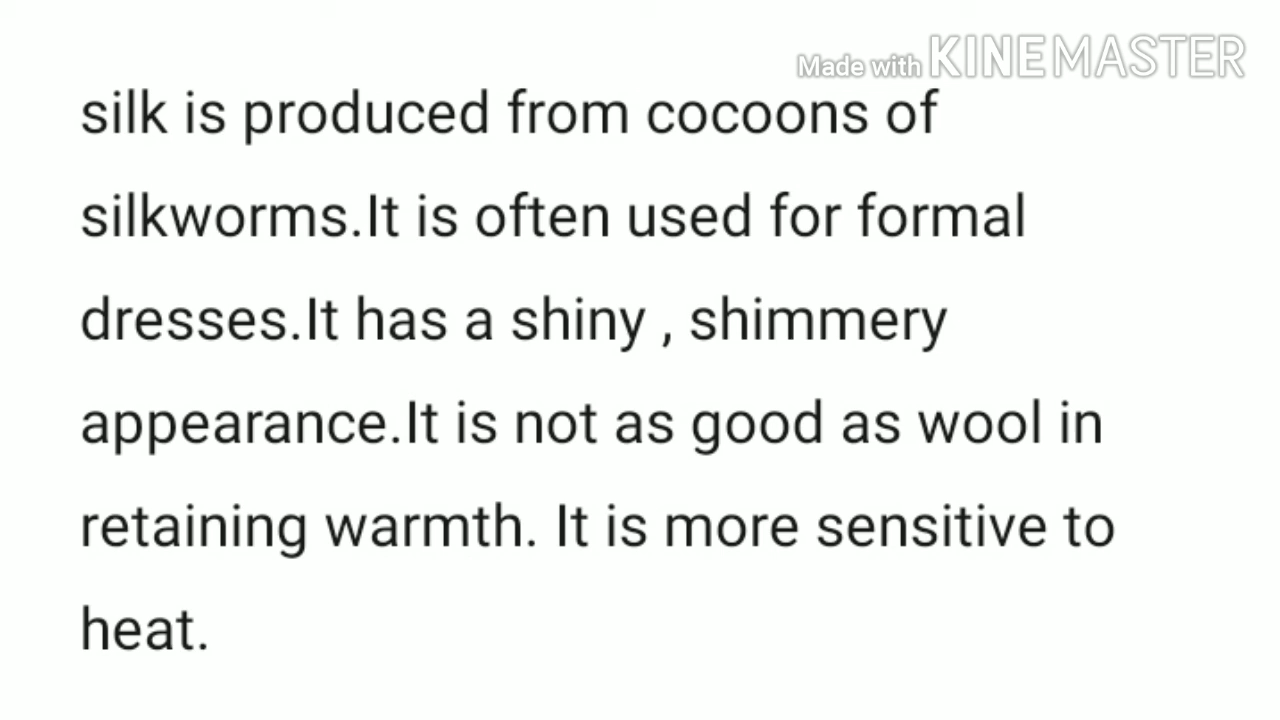 Made with KINEMASTER
silk is produced from cocoons of
silkworms.It is often used for formal
dresses.It has a shiny , shimmery
appearance.It is not as good as wool in
retaining warmth. It is more sensitive to
heat.